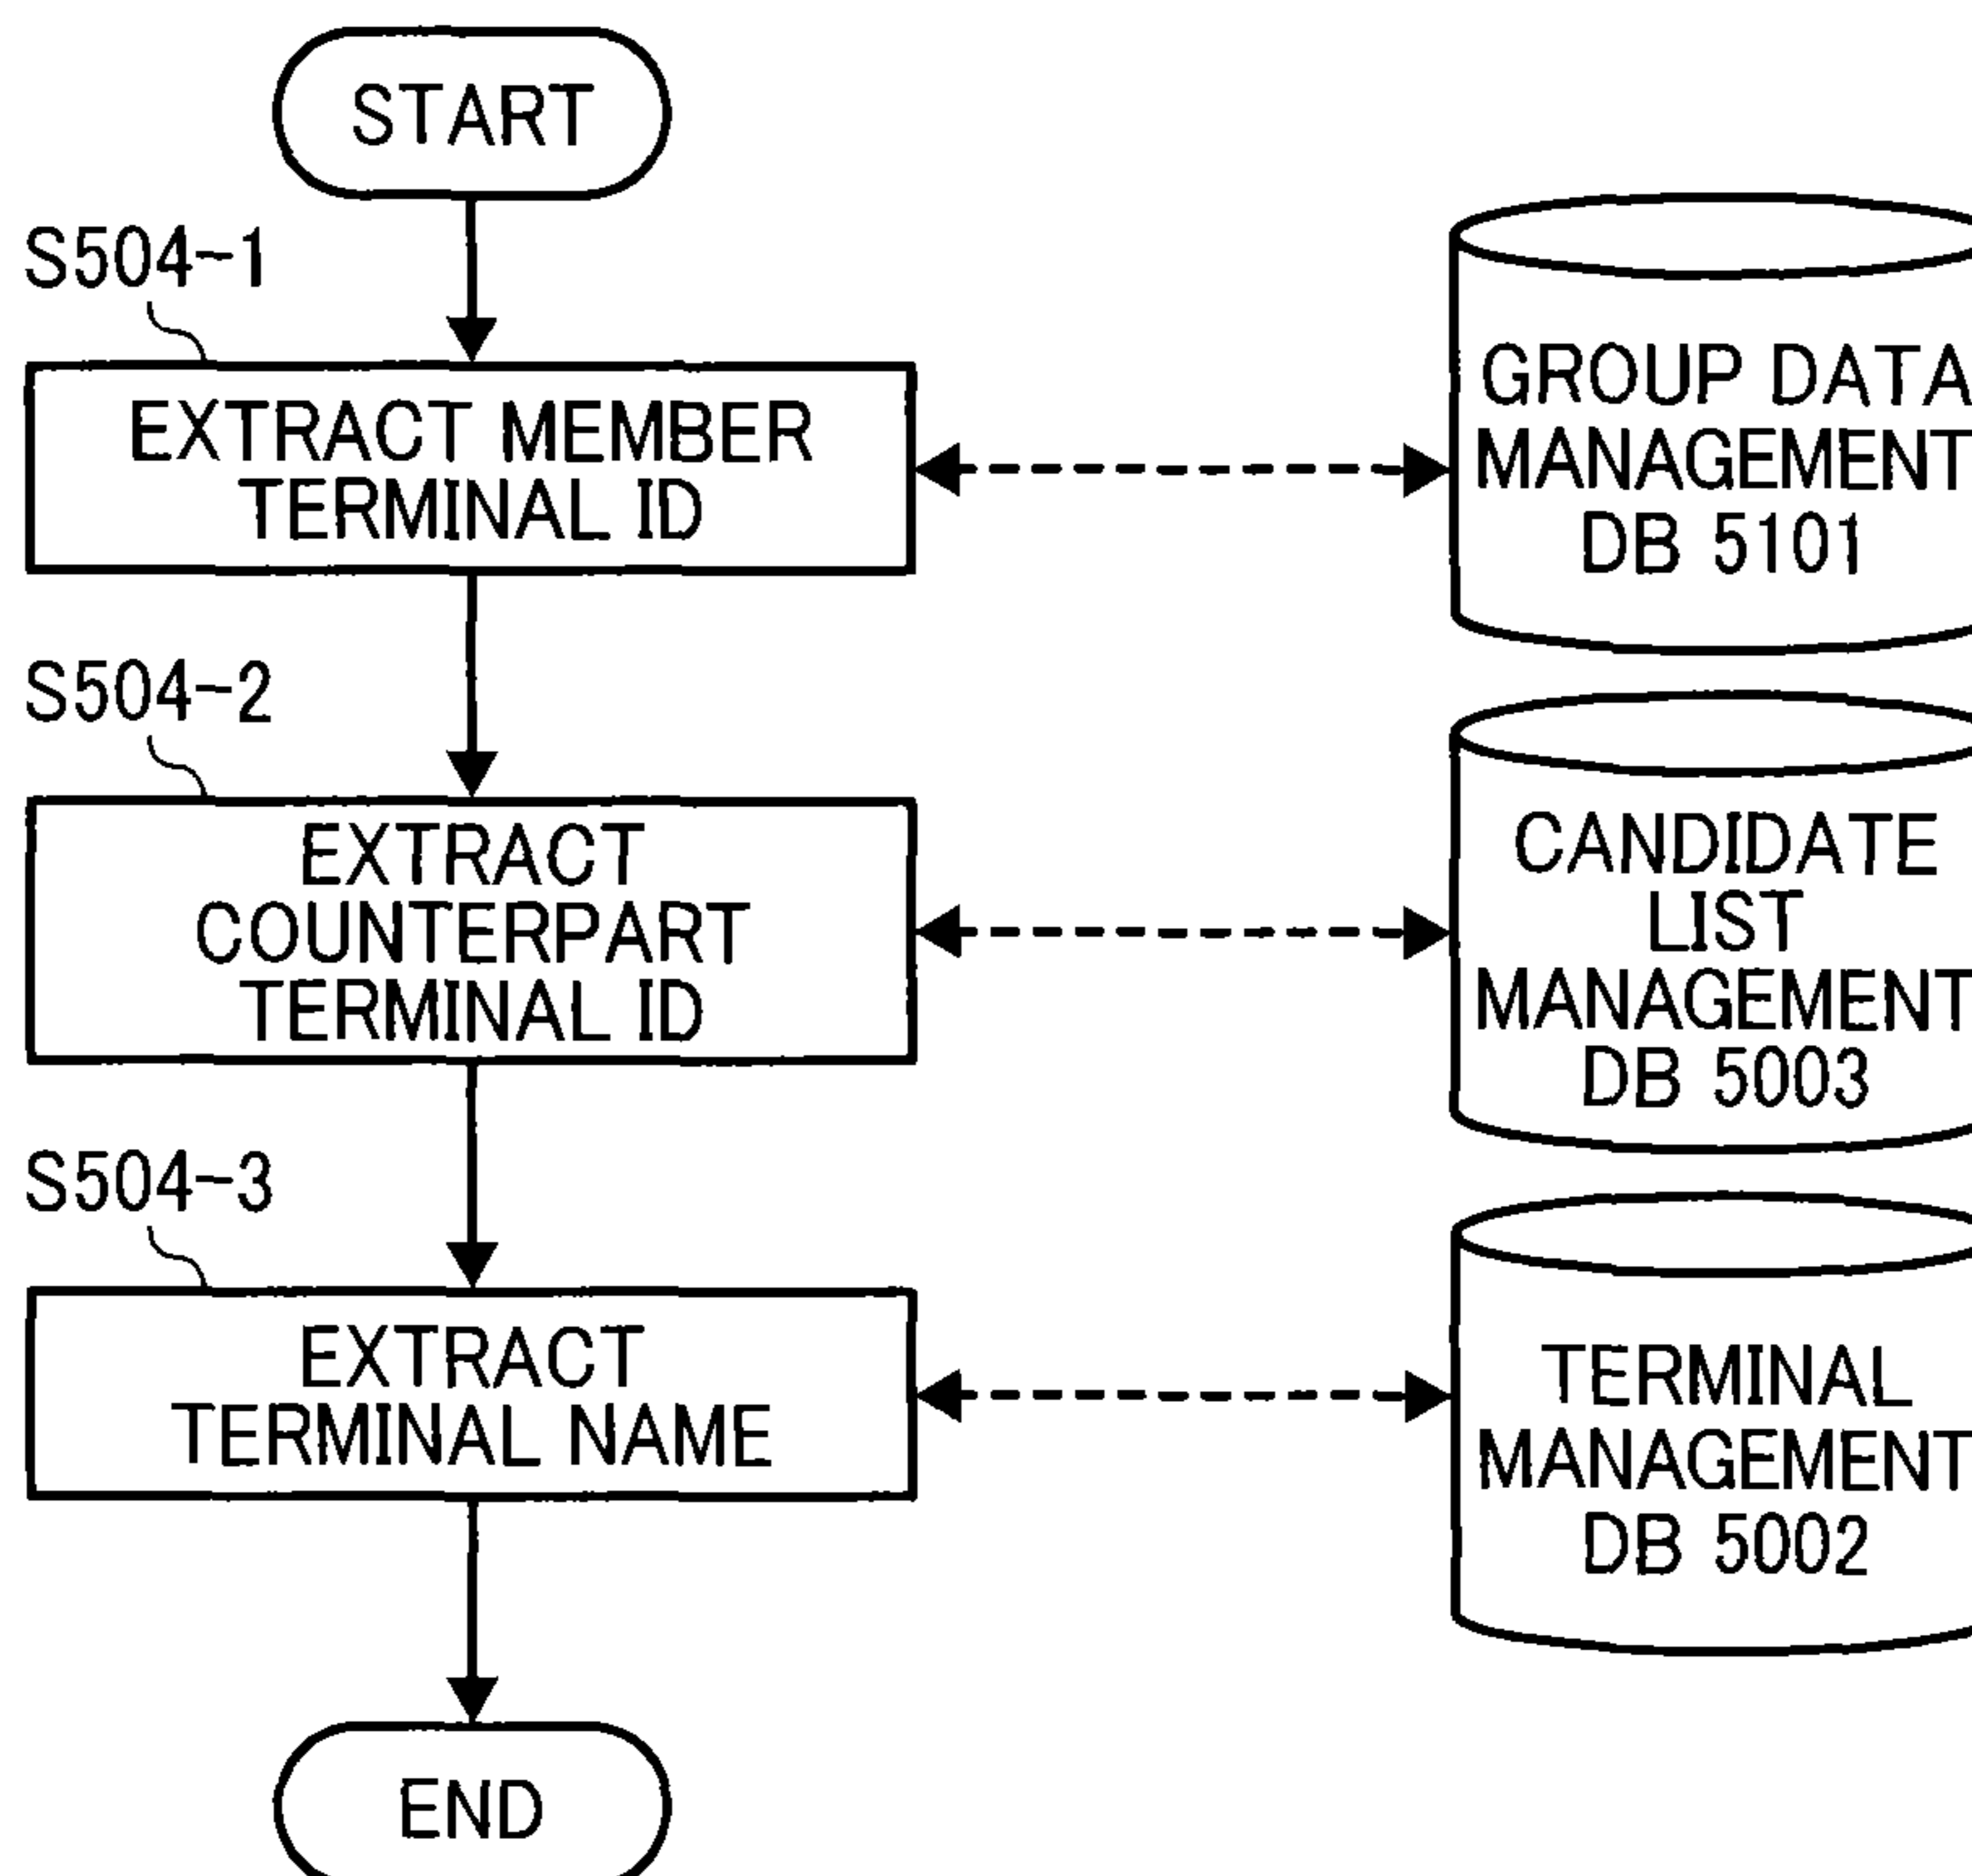 START
S504-1
EXTRACT MEMBER
TERMINAL ID
GROUP DATA
MANAGEMENT
DB 5101
S504-2
EXTRACT
COUNTERPART
TERMINAL ID
CANDIDATE
LIST
MANAGEMENT
DB 5003
S504-3
EXTRACT
TERMINAL NAME
TERMINAL
MANAGEMENT
DB 5002
END